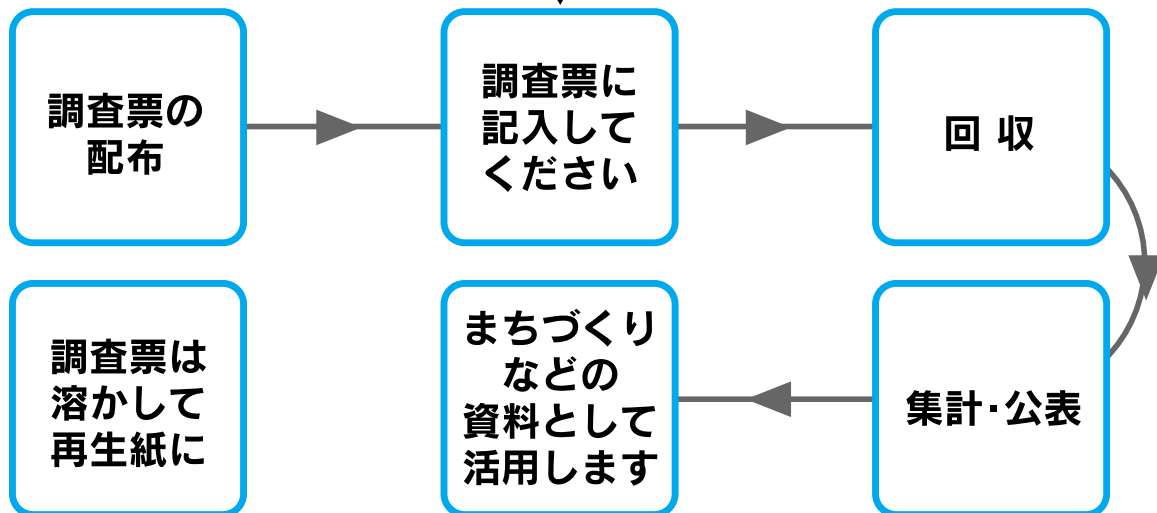 調査票の
配布
調査票に
記入して
ください
回 収
集計・公表
まちづくり
などの
資料として
活用します
調査票は
溶かして
再生紙に